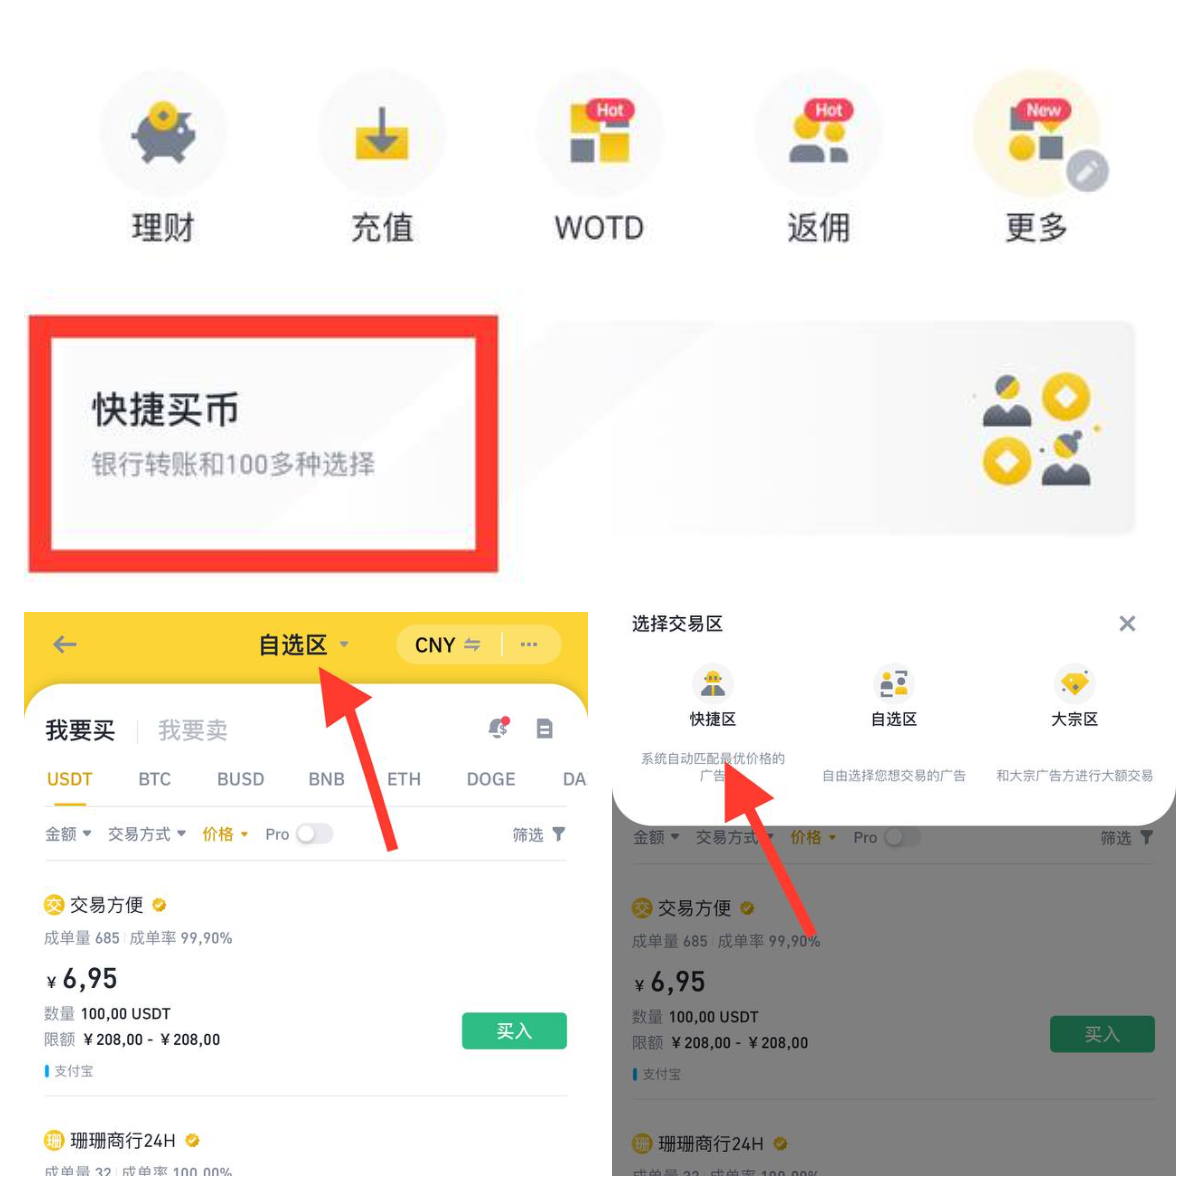 Hot
Hot
New
理财
充值
WOTD
返佣
更多
快捷买币
银行转账和100多种选择
自选区
CNY
我要买
我要卖
USDT
BTC
BUSD
BNB
ETH
DOGE
DA
金额
交易方式
价格
Pro
筛选
交 交易方便
成单量 685
成单率 99,90%
¥ 6,95
数量 100,00 USDT
限额 ¥ 208,00 - ¥ 208,00
买入
支付宝
珊 珊珊商行24H
成单量 32
成单率 100,00%
选择交易区
快捷区
自选区
大宗区
系统自动匹配最优价格的
广告
自由选择您想交易的广告
和大宗广告方进行大额交易
金额
交易方式
价格
Pro
筛选
交 交易方便
成单量 685
成单率 99,90%
¥ 6,95
数量 100,00 USDT
限额 ¥ 208,00 - ¥ 208,00
买入
支付宝
珊 珊珊商行24H
成单量 32
成单率 100,00%